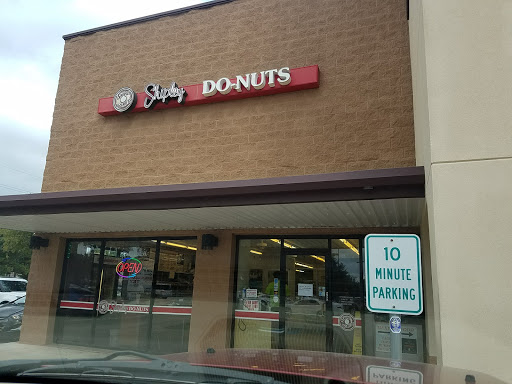 Shipley DO-NUTS
OPEN
10
MINUTE
PARKING